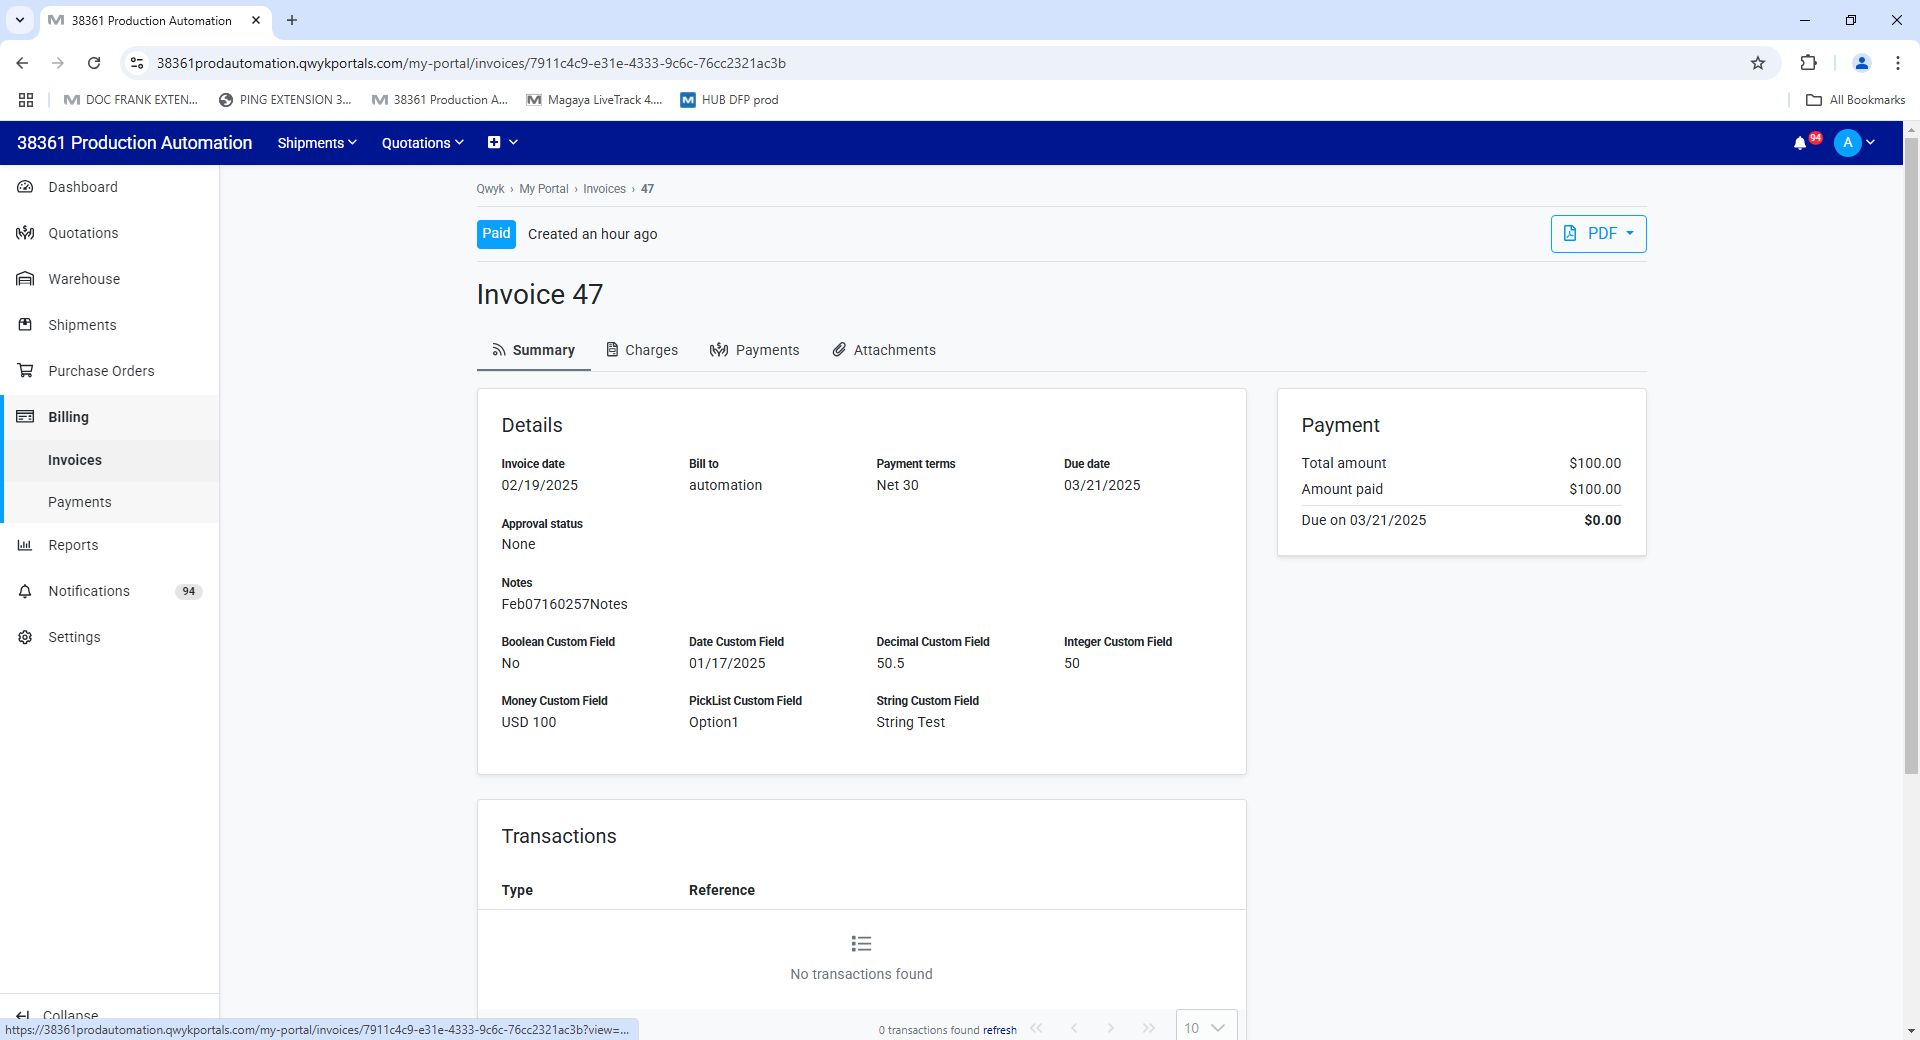 38361 Production Automation
38361prodautomation.qwykportals.com/my-portal/invoices/7911c4c9-e31e-4333-9c6c-76cc2321ac3b
DOC FRANK EXTEN...
PING EXTENSION 3...
38361 Production A...
Magaya LiveTrack 4....
HUB DFP prod
All Bookmarks
38361 Production Automation
Shipments
Quotations
94
A
Dashboard
Quotations
Warehouse
Shipments
Purchase Orders
Billing
Invoices
Payments
Reports
Notifications 94
Settings
Collapse
Qwyk › My Portal › Invoices › 47
Paid Created an hour ago
PDF
Invoice 47
Summary Charges Payments Attachments
Details
Invoice date Bill to Payment terms Due date
02/19/2025 automation Net 30 03/21/2025
Approval status
None
Notes
Feb07160257Notes
Boolean Custom Field Date Custom Field Decimal Custom Field Integer Custom Field
No 01/17/2025 50.5 50
Money Custom Field PickList Custom Field String Custom Field
USD 100 Option1 String Test
Payment
Total amount $100.00
Amount paid $100.00
Due on 03/21/2025 $0.00
Transactions
Type Reference
No transactions found
0 transactions found refresh 10
https://38361prodautomation.qwykportals.com/my-portal/invoices/7911c4c9-e31e-4333-9c6c-76cc2321ac3b?view=...